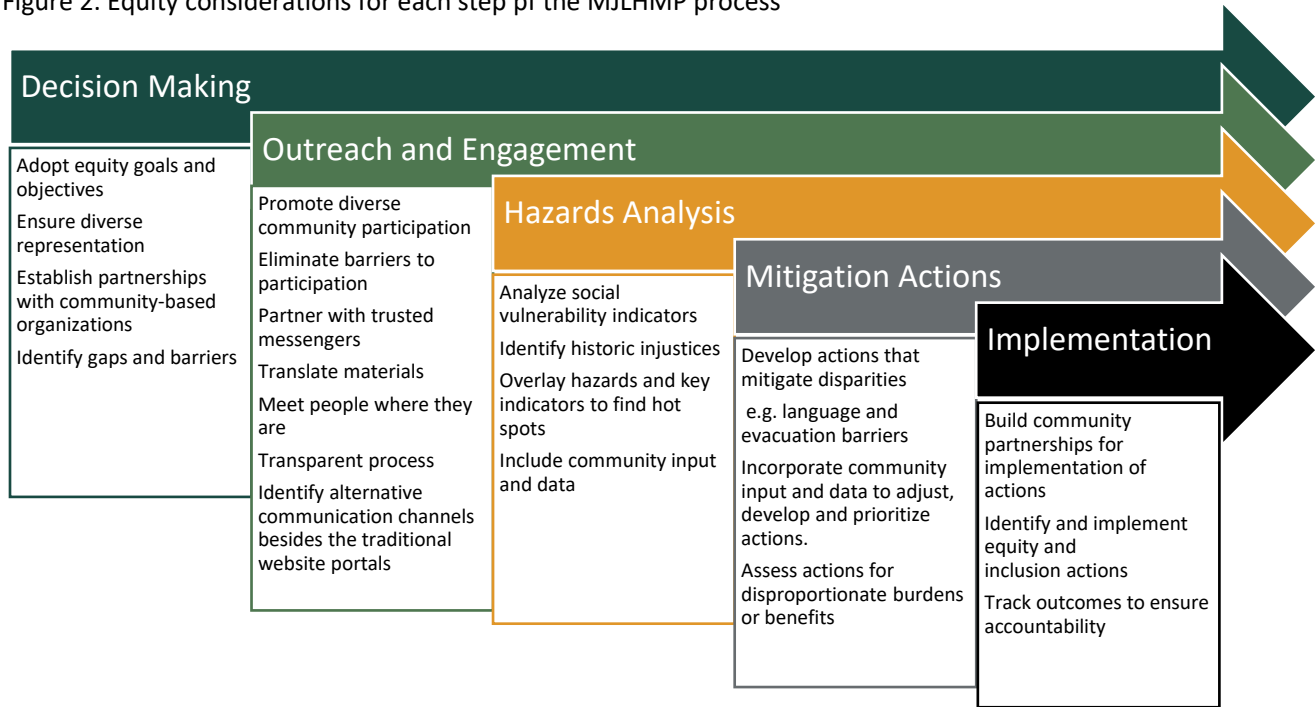 Figure 2. Equity considerations for each step pf the MJLHMP process
Decision Making
Adopt equity goals and
objectives
Ensure diverse
representation
Establish partnerships
with community-based
organizations
Identify gaps and barriers
Outreach and Engagement
Promote diverse
community participation
Eliminate barriers to
participation
Partner with trusted
messengers
Translate materials
Meet people where they
are
Transparent process
Identify alternative
communication channels
besides the traditional
website portals
Hazards Analysis
Analyze social
vulnerability indicators
Identify historic injustices
Overlay hazards and key
indicators to find hot
spots
Include community input
and data
Mitigation Actions
Develop actions that
mitigate disparities
e.g. language and
evacuation barriers
Incorporate community
input and data to adjust,
develop and prioritize
actions.
Assess actions for
disproportionate burdens
or benefits
Implementation
Build community
partnerships for
implementation of
actions
Identify and implement
equity and
inclusion actions
Track outcomes to ensure
accountability